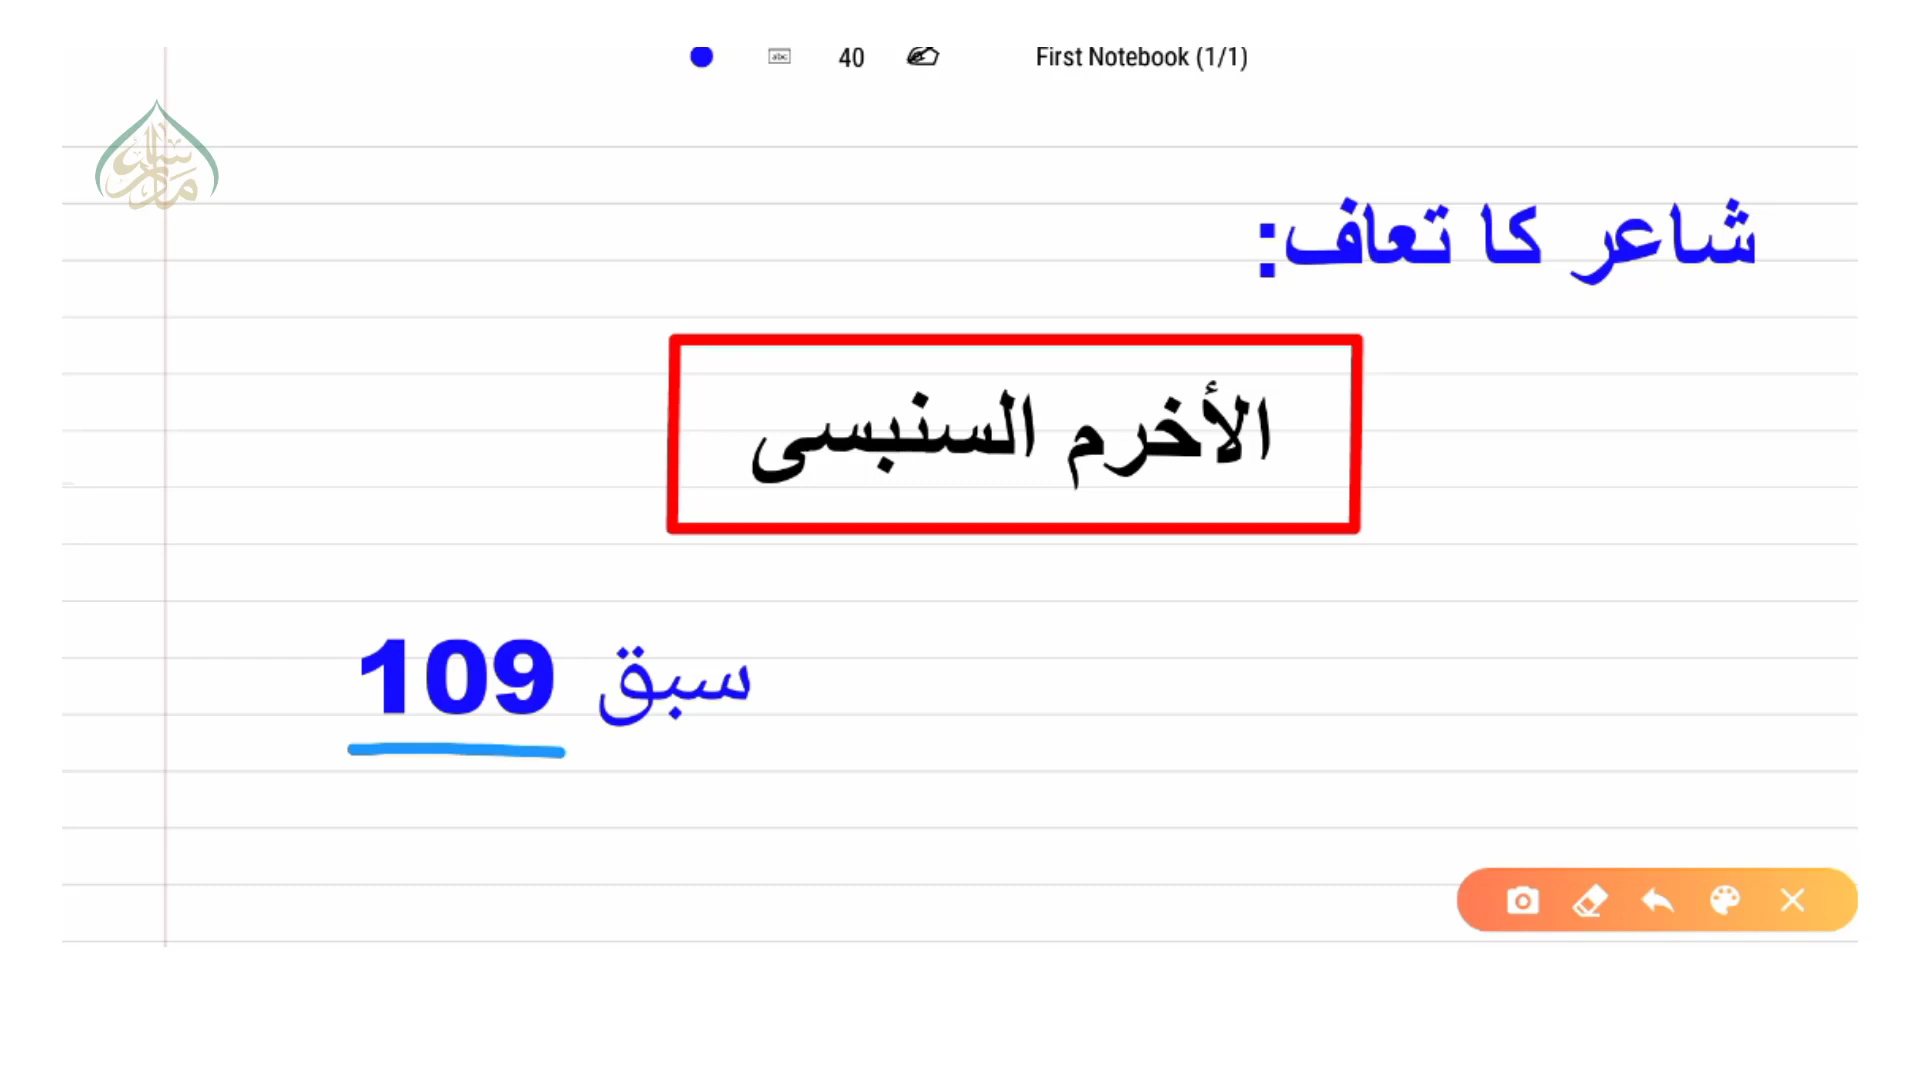 40 First Notebook (1/1)
شاعر کا تعاف:
الأخرم السنبسی
سبق 109